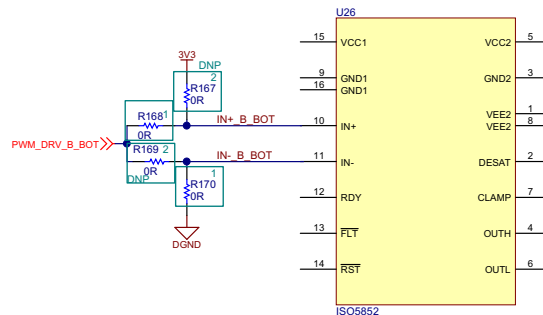 U26
15 VCC1 VCC2 5
3V3
DNP
2
R167
0R
9 GND1 GND2 3
16 GND1
VEE2 1
VEE2 8
R168 1
0R
IN+_B_BOT 10 IN+
PWM_DRV_B_BOT
R169 2
0R
DNP
IN-_B_BOT 11 IN- DESAT 2
1
R170
0R
12 RDY CLAMP 7
DGND
13 FLT OUTH 4
14 RST OUTL 6
ISO5852